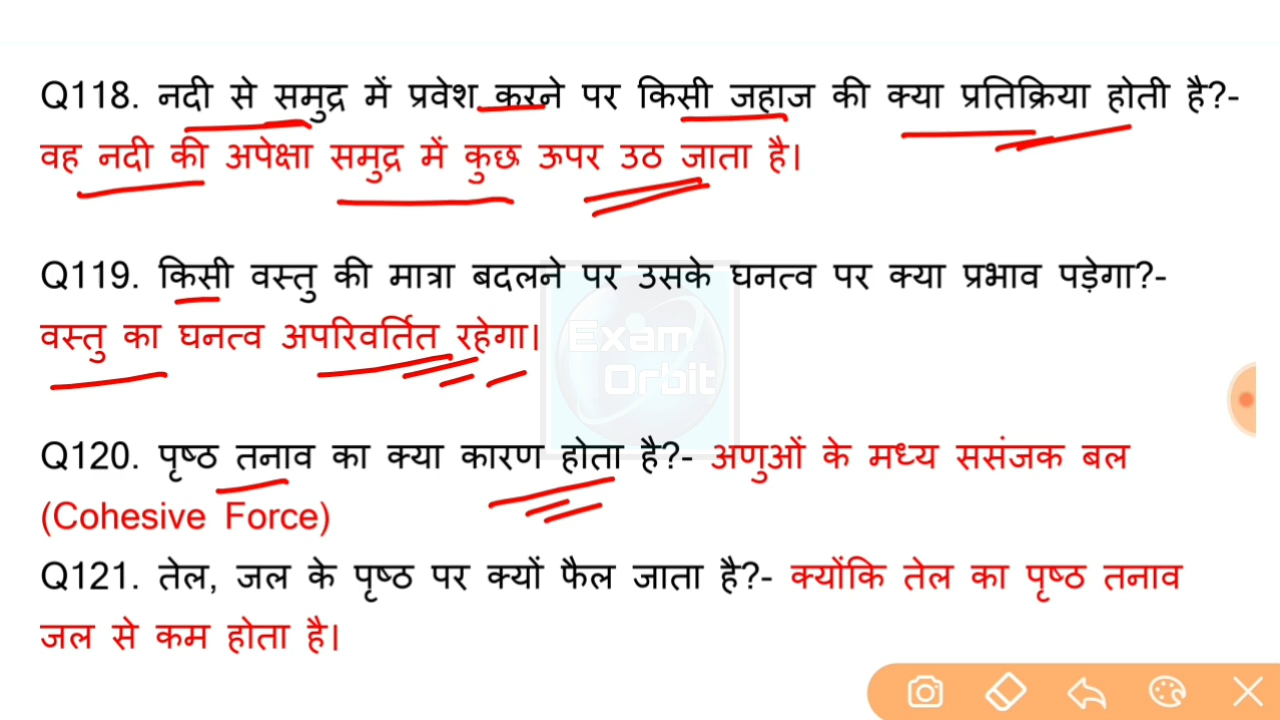 Q118. नदी से समुद्र में प्रवेश करने पर किसी जहाज की क्या प्रतिक्रिया होती है?-
वह नदी की अपेक्षा समुद्र में कुछ ऊपर उठ जाता है।
Q119. किसी वस्तु की मात्रा बदलने पर उसके घनत्व पर क्या प्रभाव पड़ेगा?-
वस्तु का घनत्व अपरिवर्तित रहेगा।
Exam
Orbit
Q120. पृष्ठ तनाव का क्या कारण होता है?- अणुओं के मध्य ससंजक बल
(Cohesive Force)
Q121. तेल, जल के पृष्ठ पर क्यों फैल जाता है?- क्योंकि तेल का पृष्ठ तनाव
जल से कम होता है।